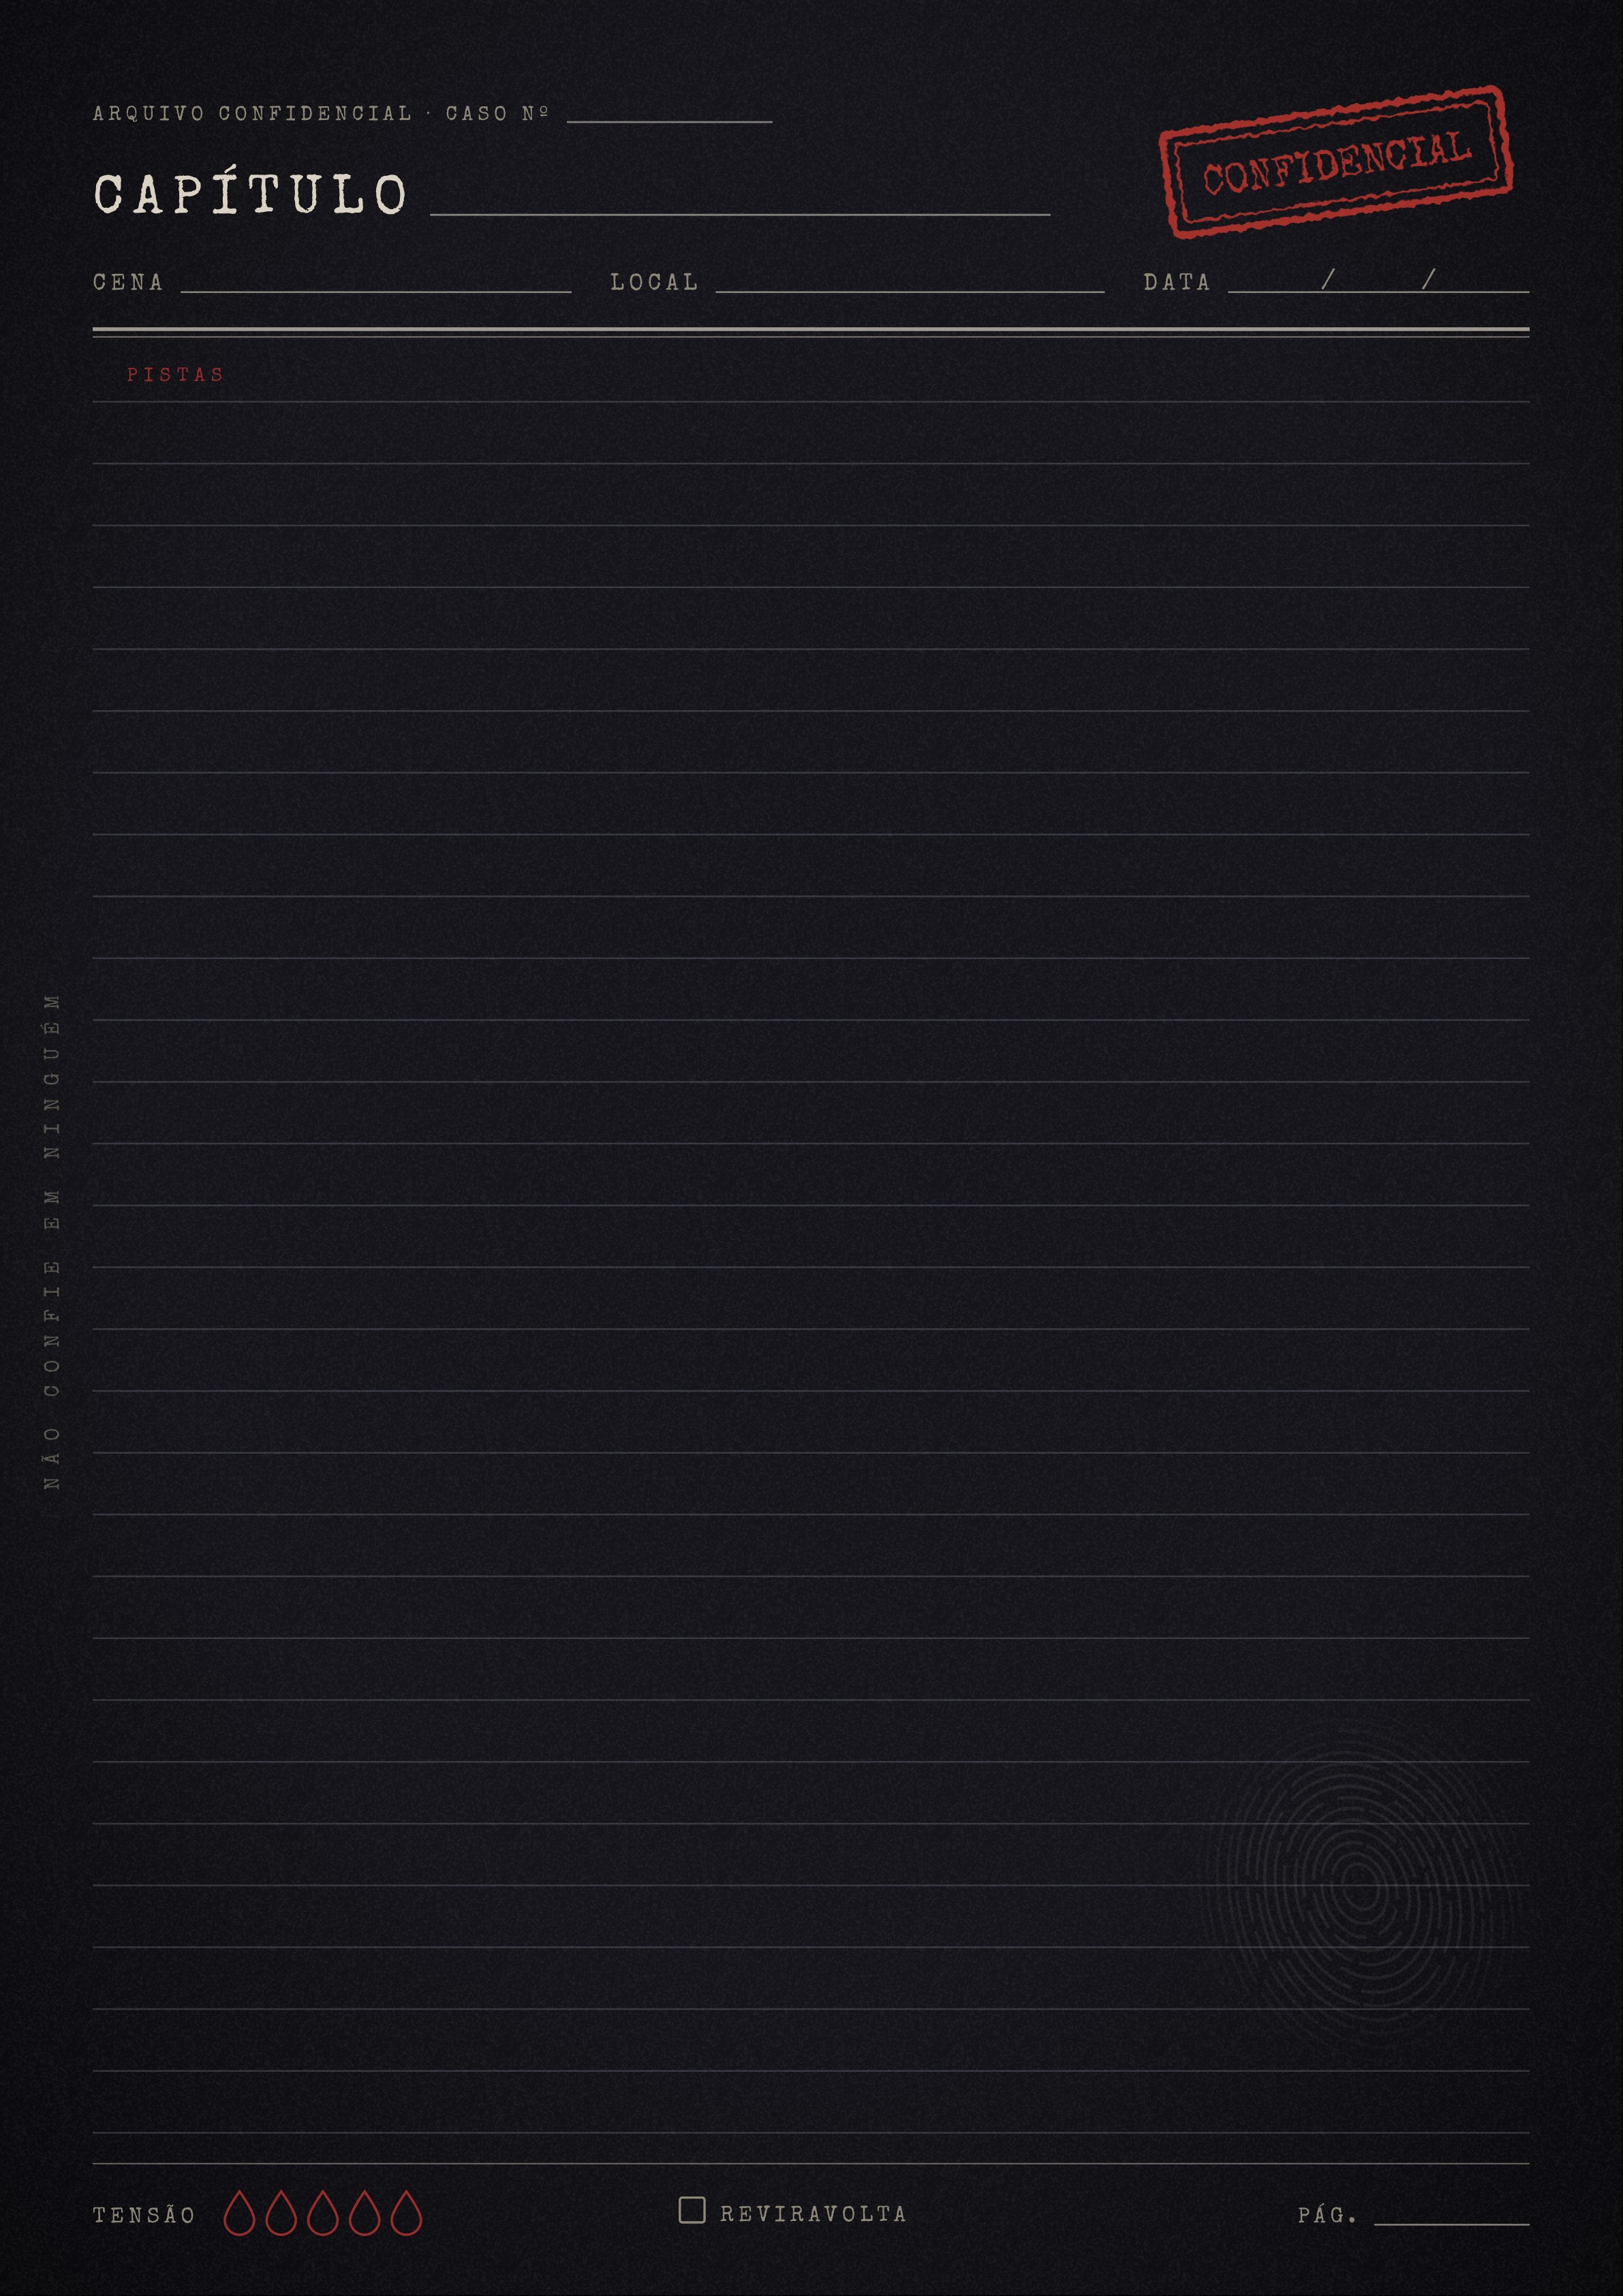 ARQUIVO CONFIDENCIAL · CASO Nº
CONFIDENCIAL
CAPÍTULO
CENA LOCAL DATA / /
PISTAS
NÃO CONFIE EM NINGUÉM
TENSÃO REVIRAVOLTA PÁG.